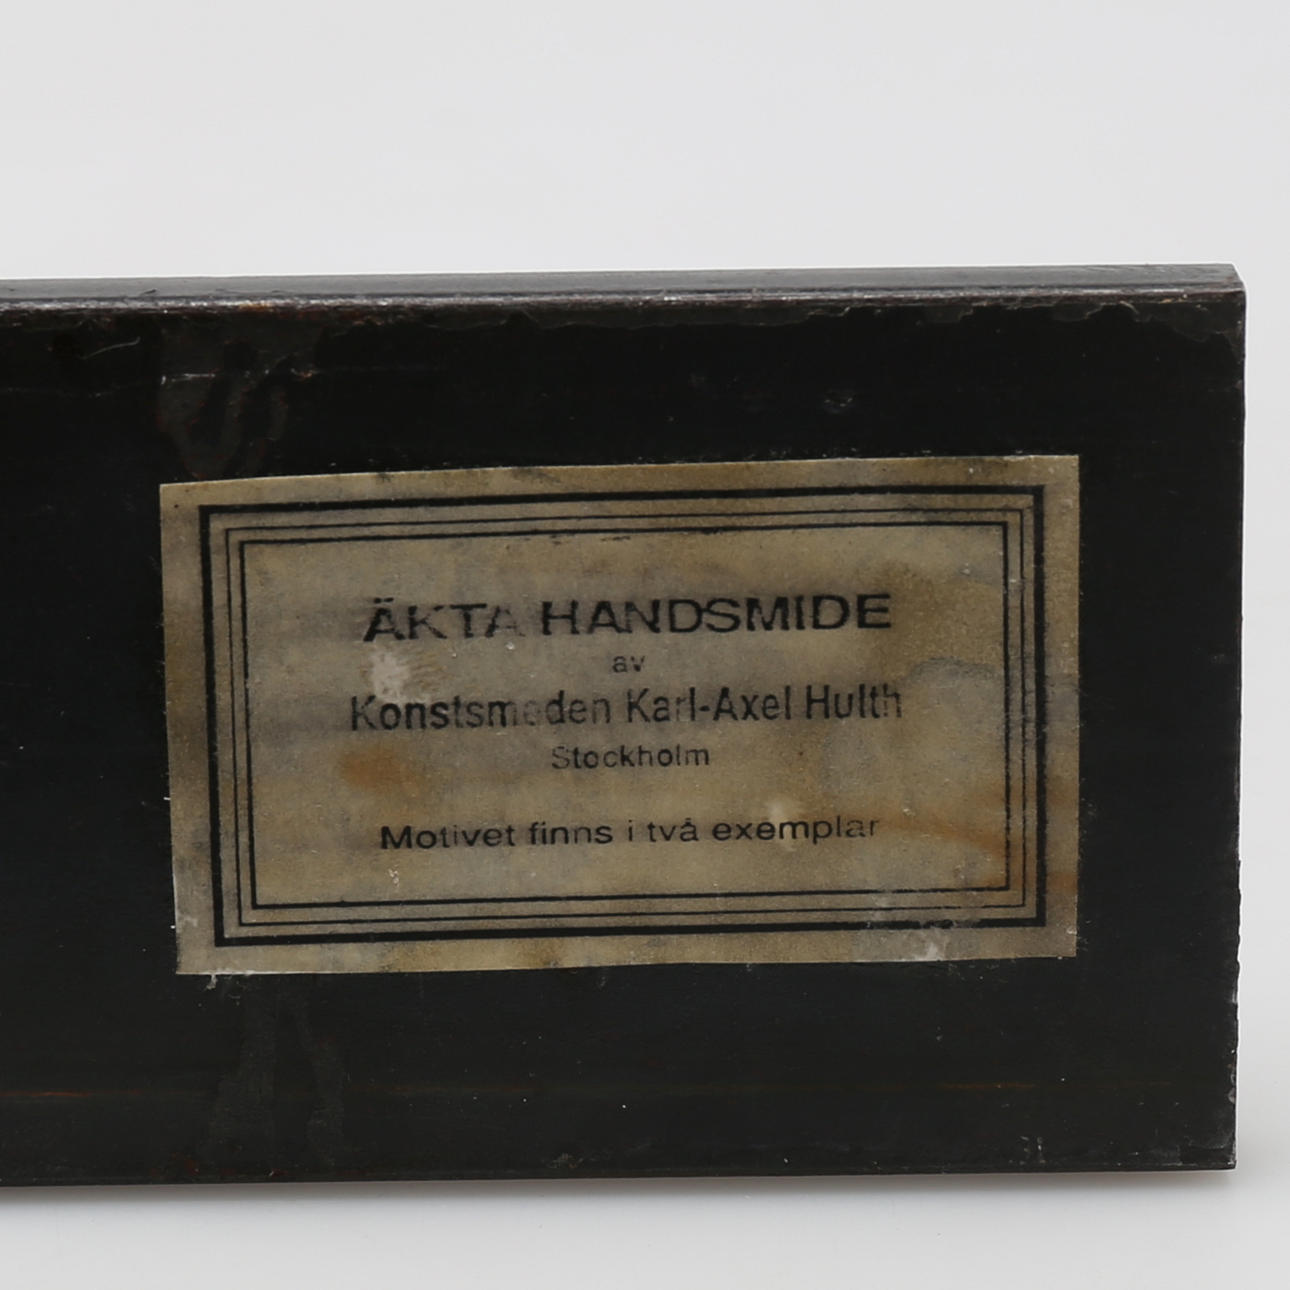 ÄKTA HANDSMIDE
av
Konstsmeden Karl-Axel Hulth
Stockholm
Motivet finns i två exemplar